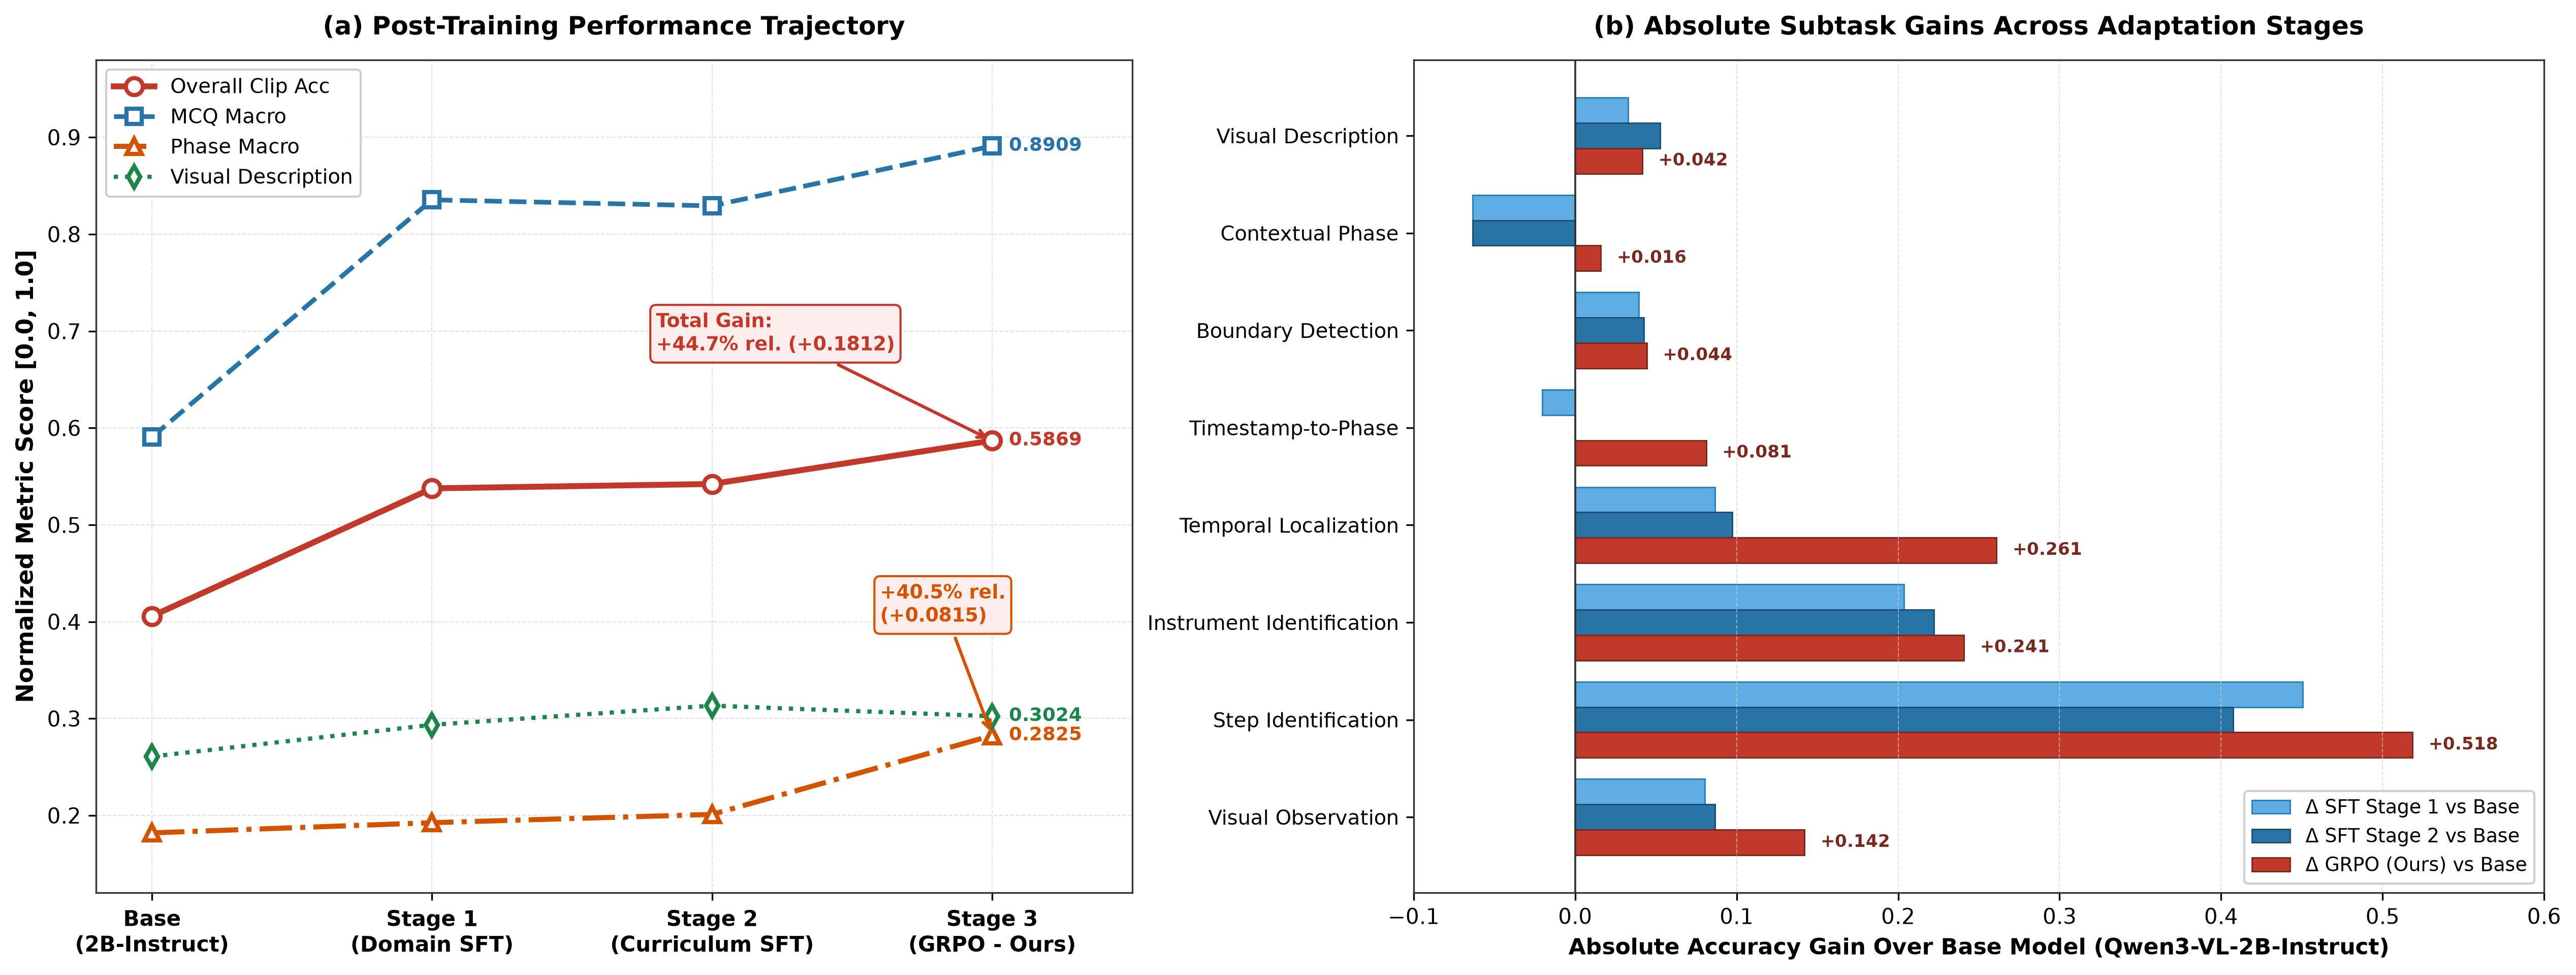 (a) Post-Training Performance Trajectory
Normalized Metric Score [0.0, 1.0]
0.9
0.8
0.7
0.6
0.5
0.4
0.3
0.2
Overall Clip Acc
MCQ Macro
Phase Macro
Visual Description
0.8909
Total Gain:
+44.7% rel. (+0.1812)
0.5869
+40.5% rel.
(+0.0815)
0.3024
0.2825
Base
(2B-Instruct)
Stage 1
(Domain SFT)
Stage 2
(Curriculum SFT)
Stage 3
(GRPO - Ours)
(b) Absolute Subtask Gains Across Adaptation Stages
Visual Description
+0.042
Contextual Phase
+0.016
Boundary Detection
+0.044
Timestamp-to-Phase
+0.081
Temporal Localization
+0.261
Instrument Identification
+0.241
Step Identification
+0.518
Visual Observation
+0.142
Δ SFT Stage 1 vs Base
Δ SFT Stage 2 vs Base
Δ GRPO (Ours) vs Base
−0.1 0.0 0.1 0.2 0.3 0.4 0.5 0.6
Absolute Accuracy Gain Over Base Model (Qwen3-VL-2B-Instruct)